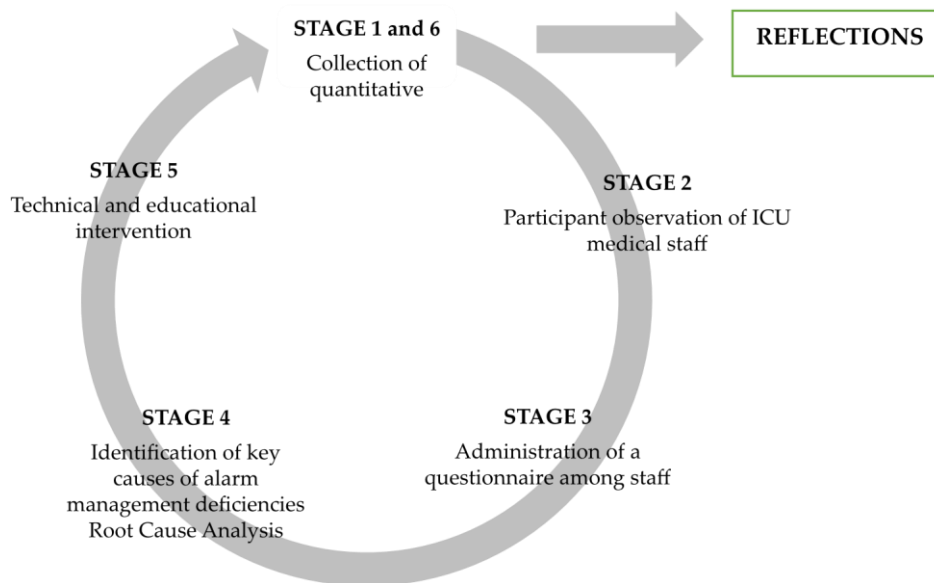 STAGE 1 and 6
Collection of
quantitative
REFLECTIONS
STAGE 2
Participant observation of ICU
medical staff
STAGE 3
Administration of a
questionnaire among staff
STAGE 4
Identification of key
causes of alarm
management deficiencies
Root Cause Analysis
STAGE 5
Technical and educational
intervention